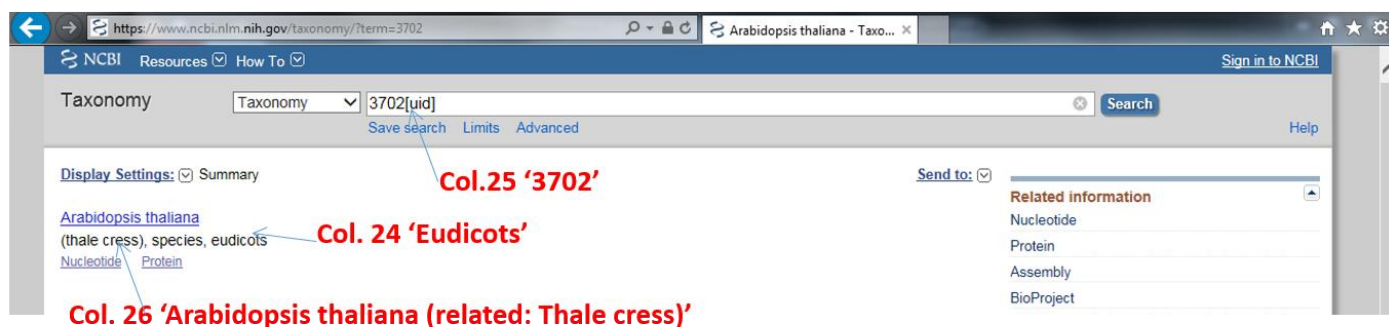 https://www.ncbi.nlm.nih.gov/taxonomy/?term=3702 Arabidopsis thaliana - Taxo...
NCBI Resources How To Sign in to NCBI
Taxonomy Taxonomy 3702[uid] Search
Save search Limits Advanced Help
Display Settings: Summary Col.25 ‘3702’ Send to:
Related information
Arabidopsis thaliana Nucleotide
(thale cress), species, eudicots Col. 24 ‘Eudicots’ Protein
Nucleotide Protein Assembly
BioProject
Col. 26 ‘Arabidopsis thaliana (related: Thale cress)’